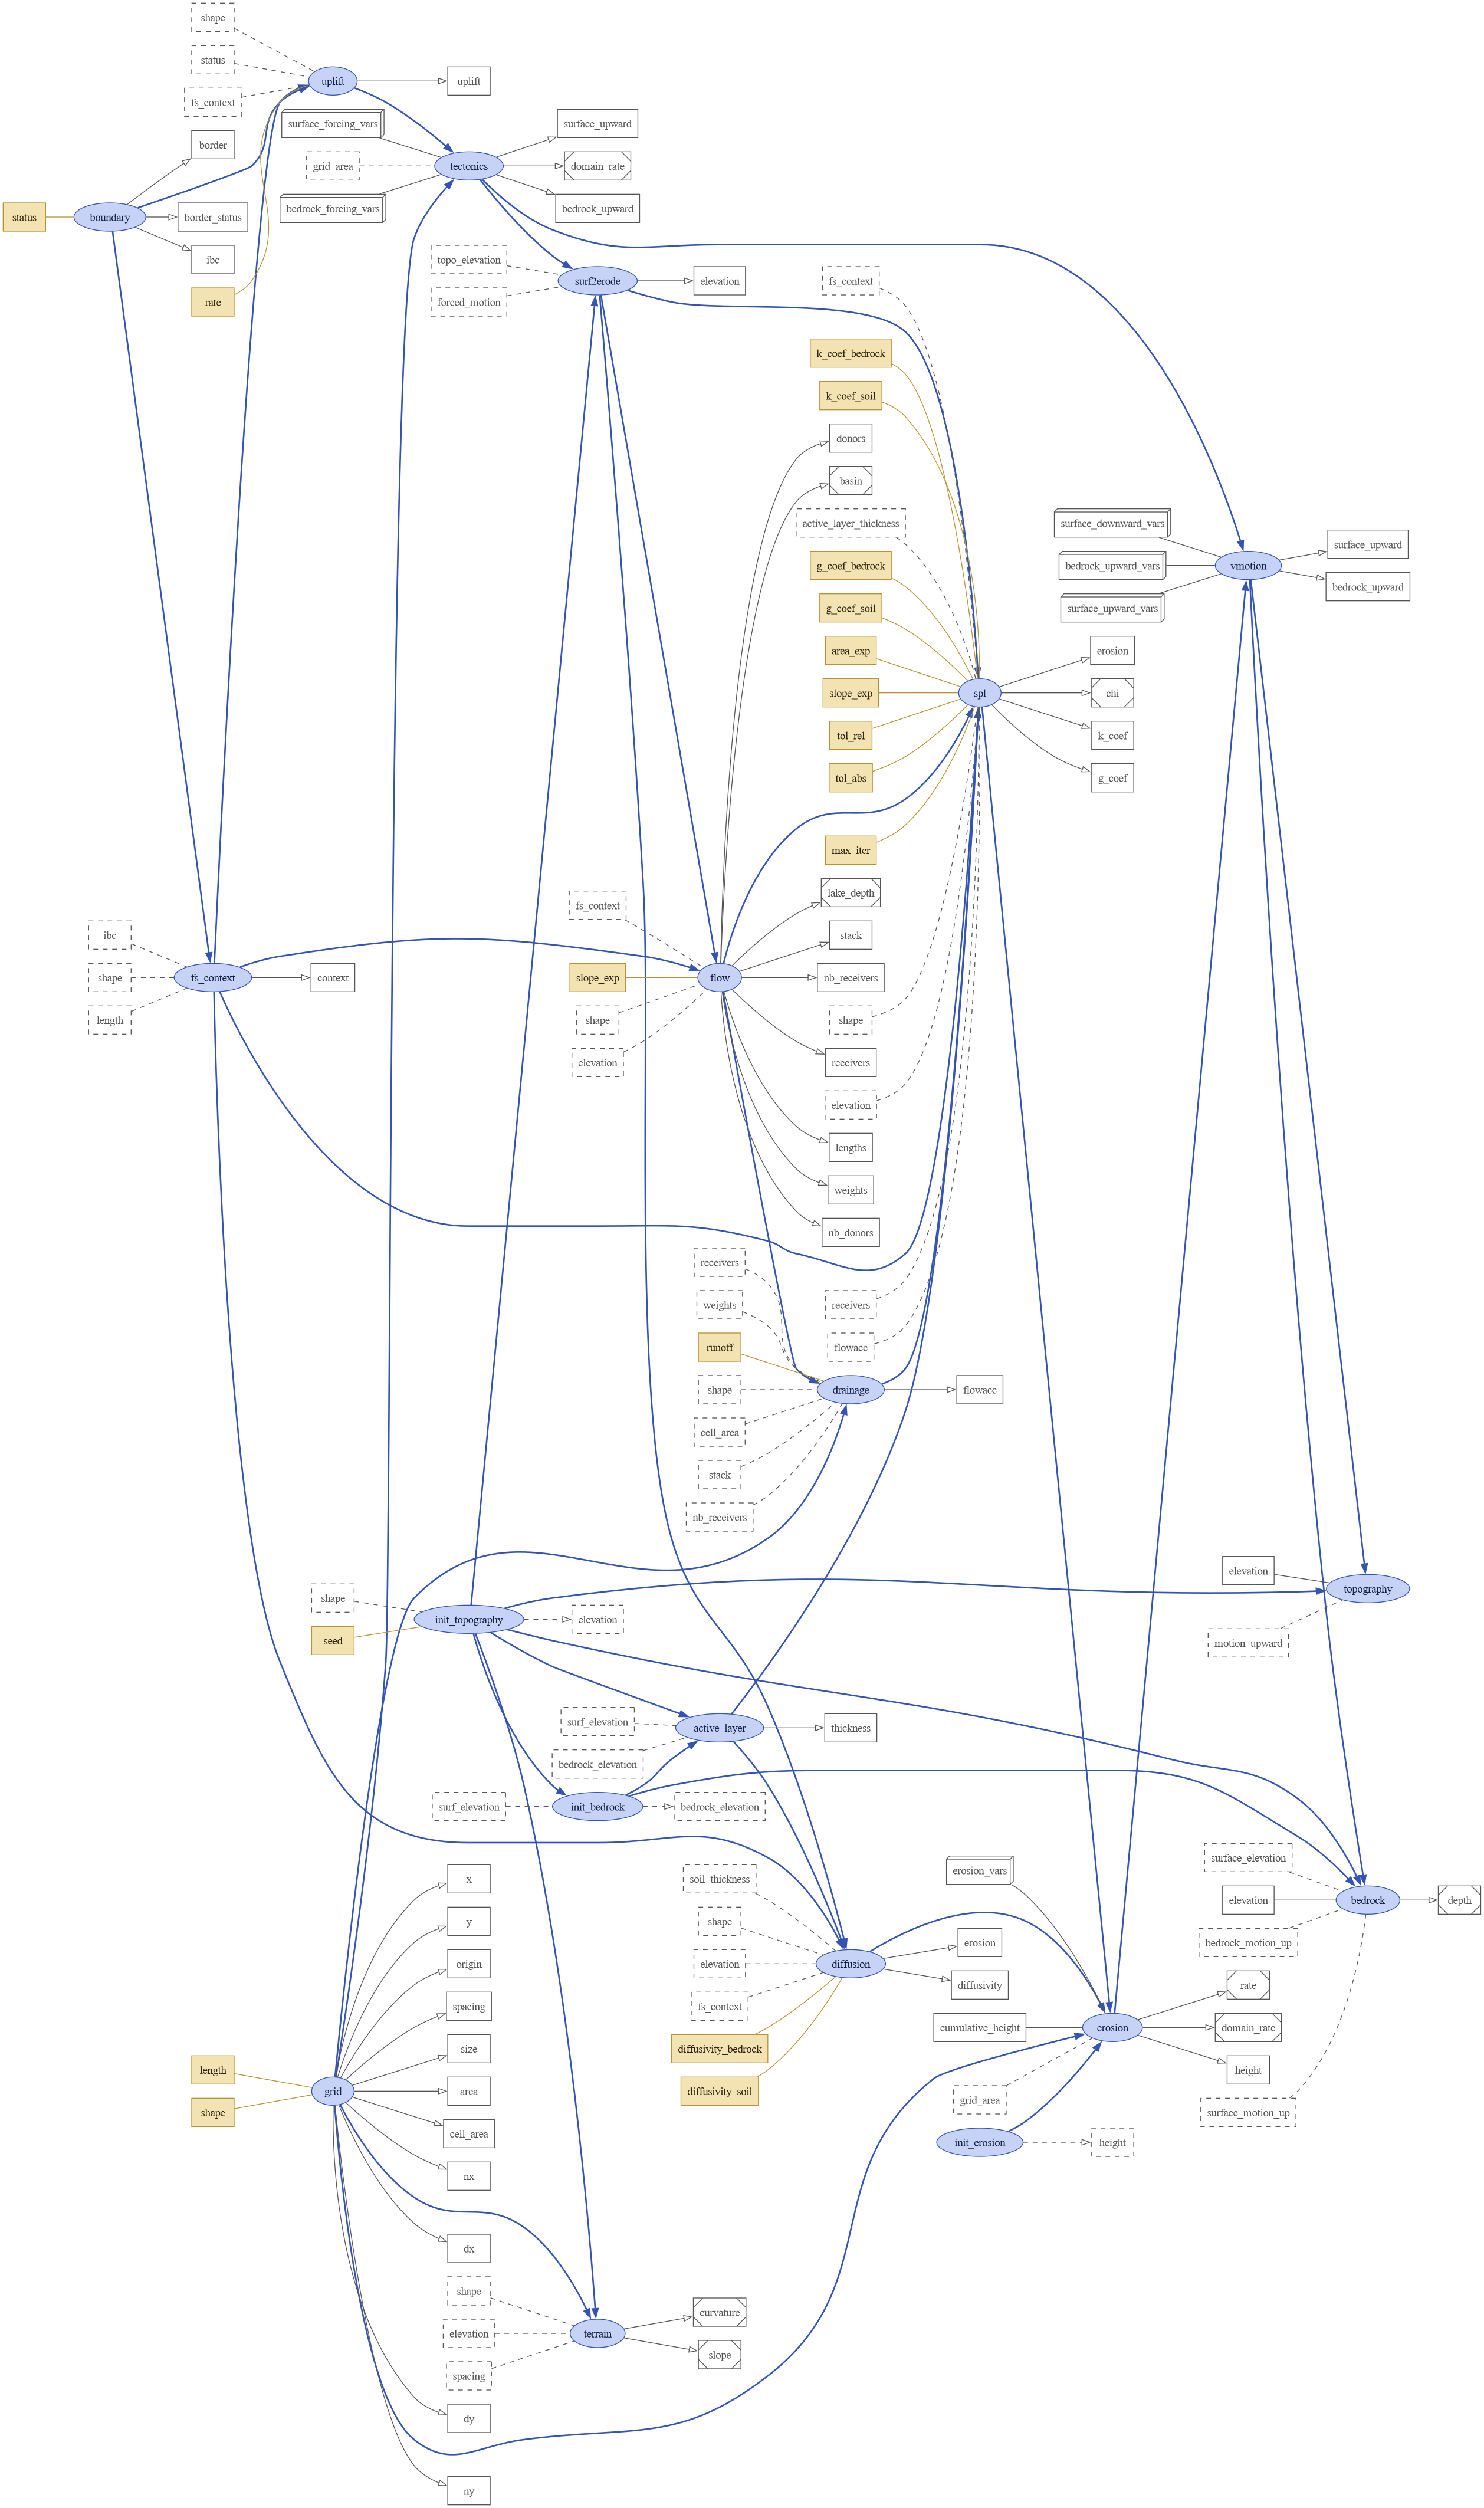 shape
status
fs_context
uplift
uplift
border
status
boundary
border_status
ibc
rate
surface_forcing_vars
grid_area
bedrock_forcing_vars
tectonics
surface_upward
domain_rate
bedrock_upward
topo_elevation
forced_motion
surf2erode
elevation
fs_context
k_coef_bedrock
k_coef_soil
donors
basin
active_layer_thickness
g_coef_bedrock
g_coef_soil
area_exp
slope_exp
tol_rel
tol_abs
max_iter
spl
erosion
chi
k_coef
g_coef
surface_downward_vars
bedrock_upward_vars
surface_upward_vars
vmotion
surface_upward
bedrock_upward
ibc
shape
length
fs_context
context
fs_context
slope_exp
shape
elevation
flow
lake_depth
stack
nb_receivers
shape
receivers
elevation
lengths
weights
nb_donors
receivers
weights
runoff
shape
cell_area
stack
nb_receivers
receivers
flowacc
drainage
flowacc
shape
seed
init_topography
elevation
elevation
topography
motion_upward
surf_elevation
bedrock_elevation
active_layer
thickness
surf_elevation
init_bedrock
bedrock_elevation
soil_thickness
shape
elevation
fs_context
diffusivity_bedrock
diffusivity_soil
diffusion
erosion
diffusivity
erosion_vars
cumulative_height
grid_area
init_erosion
erosion
rate
domain_rate
height
height
surface_elevation
elevation
bedrock_motion_up
surface_motion_up
bedrock
depth
length
shape
grid
x
y
origin
spacing
size
area
cell_area
nx
dx
shape
elevation
spacing
terrain
curvature
slope
dy
ny